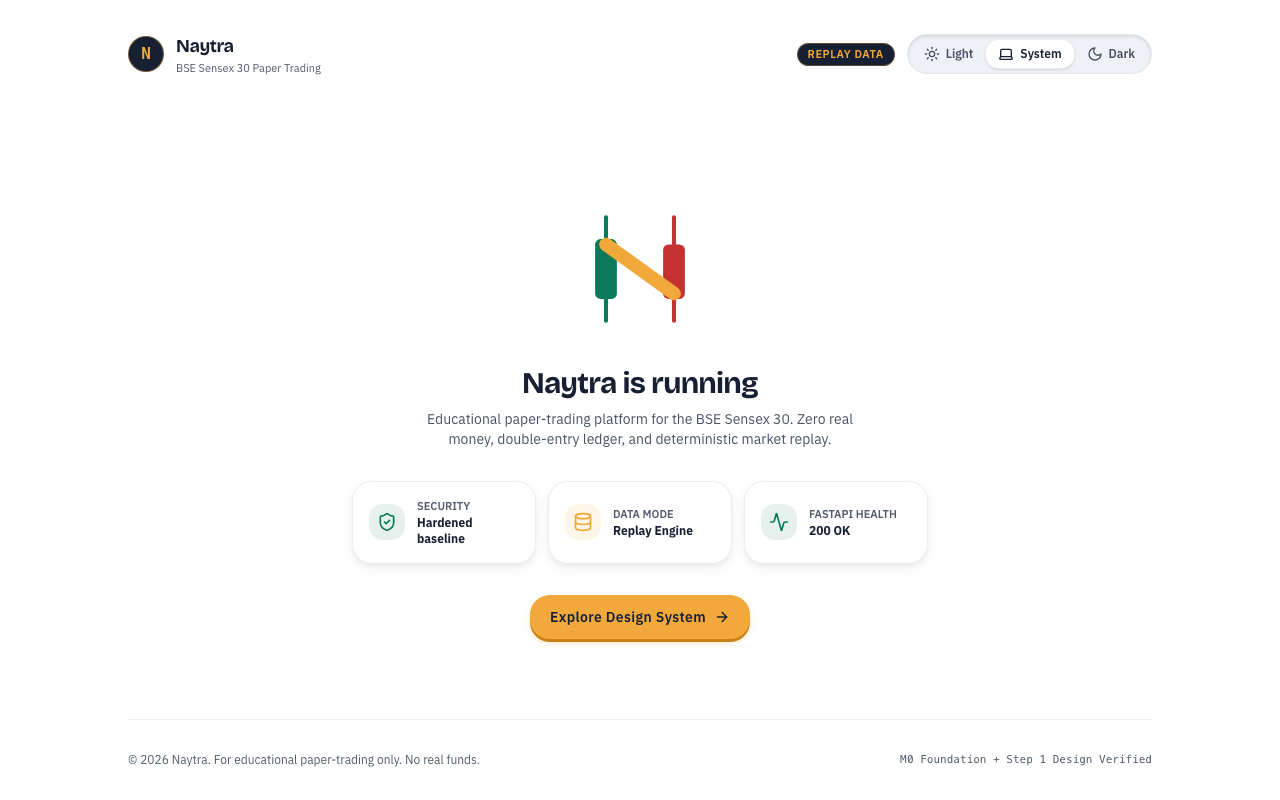 N
Naytra
BSE Sensex 30 Paper Trading
REPLAY DATA
Light
System
Dark
Naytra is running
Educational paper-trading platform for the BSE Sensex 30. Zero real
money, double-entry ledger, and deterministic market replay.
SECURITY
Hardened
baseline
DATA MODE
Replay Engine
FASTAPI HEALTH
200 OK
Explore Design System
© 2026 Naytra. For educational paper-trading only. No real funds.
M0 Foundation + Step 1 Design Verified